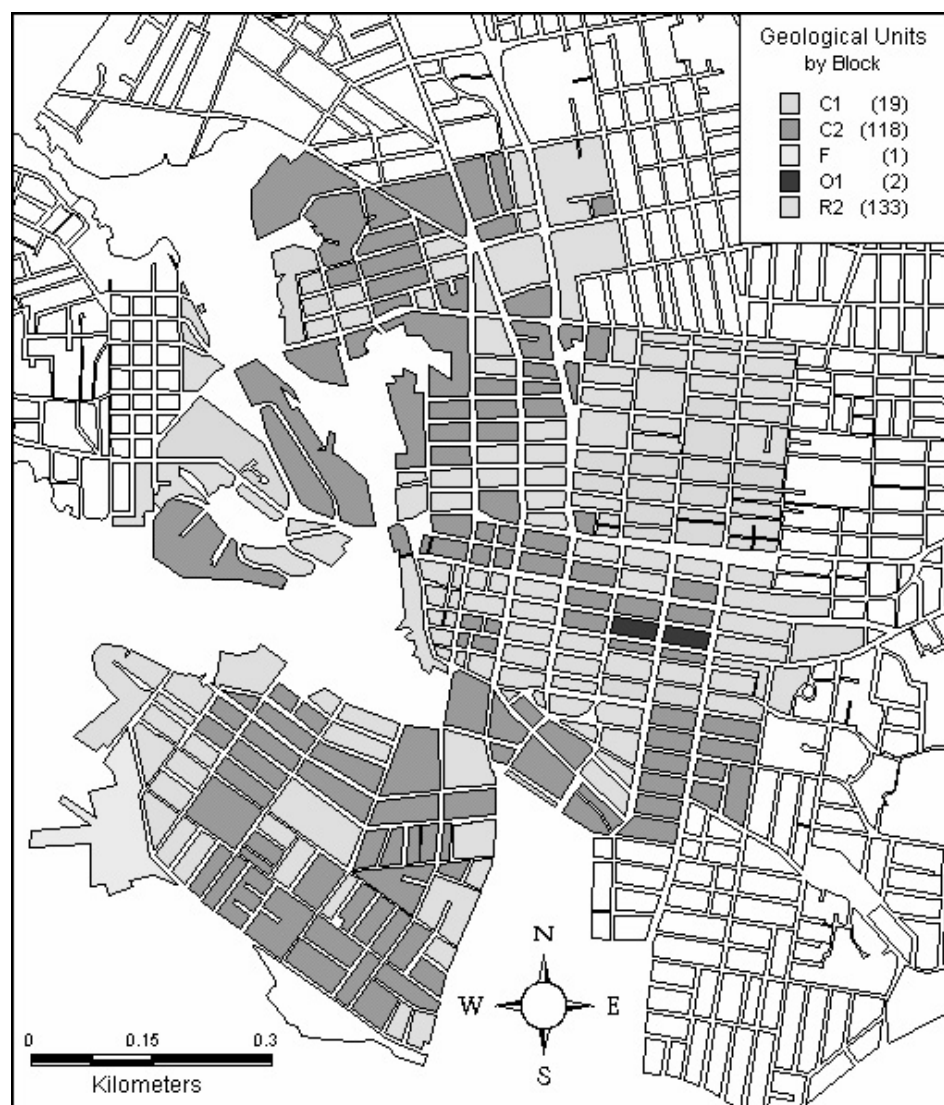 Geological Units
by Block
C1 (19)
C2 (118)
F (1)
O1 (2)
R2 (133)
N
W E
S
0 0.15 0.3
Kilometers